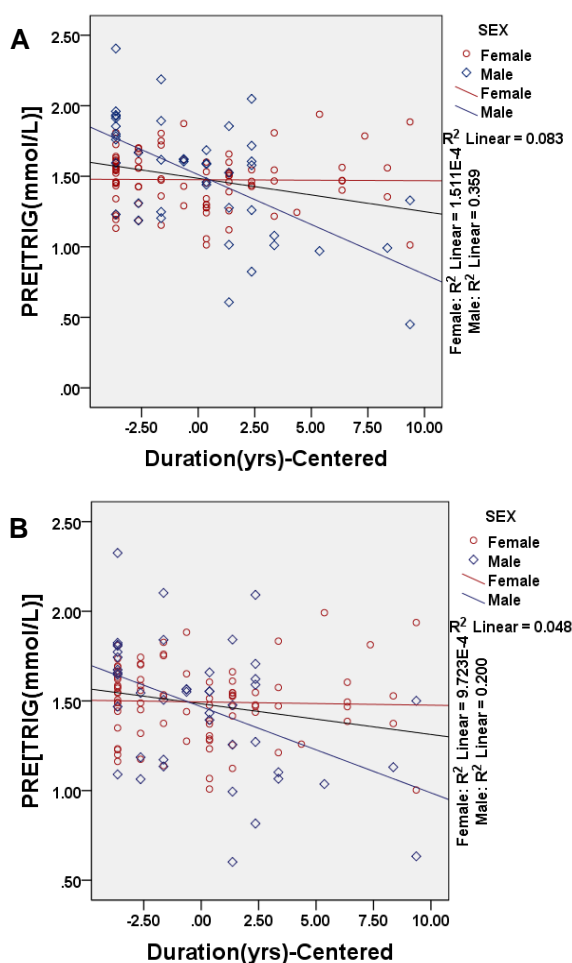 A
PRE[TRIG(mmol/L)]
2.50
2.00
1.50
1.00
.50
.00
-2.50
.00
2.50
5.00
7.50
10.00
Duration(yrs)-Centered
SEX
Female
Male
Female
Male
R² Linear = 0.083
Female: R² Linear = 1.511E-4
Male: R² Linear = 0.359
B
PRE[TRIG(mmol/L)]
2.50
2.00
1.50
1.00
.50
-2.50
.00
2.50
5.00
7.50
10.00
Duration(yrs)-Centered
SEX
Female
Male
Female
Male
R² Linear = 0.048
Female: R² Linear = 9.723E-4
Male: R² Linear = 0.200